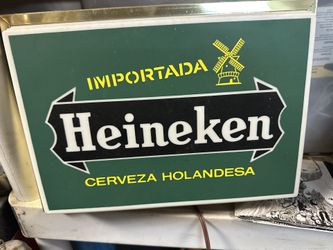 IMPORTADA
Heineken
CERVEZA HOLANDESA